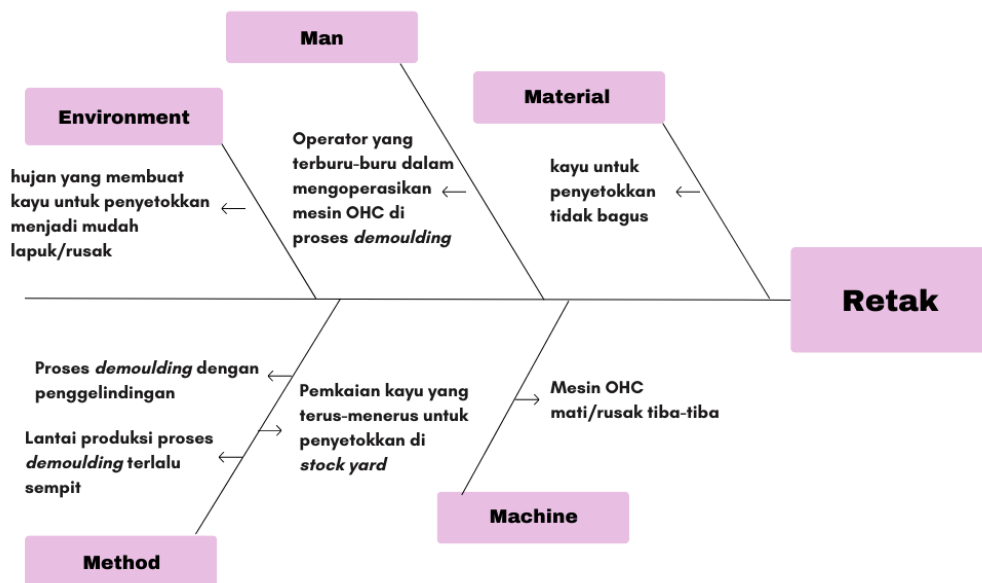 Man
Material
Environment
Operator yang
terburu-buru dalam
mengoperasikan
mesin OHC di
proses demoulding
kayu untuk
penyetokkan
tidak bagus
hujan yang membuat
kayu untuk penyetokkan
menjadi mudah
lapuk/rusak
Retak
Proses demoulding dengan
penggelindingan
Pemkaian kayu yang
terus-menerus untuk
penyetokkan di
stock yard
Mesin OHC
mati/rusak tiba-tiba
Lantai produksi proses
demoulding terlalu
sempit
Machine
Method